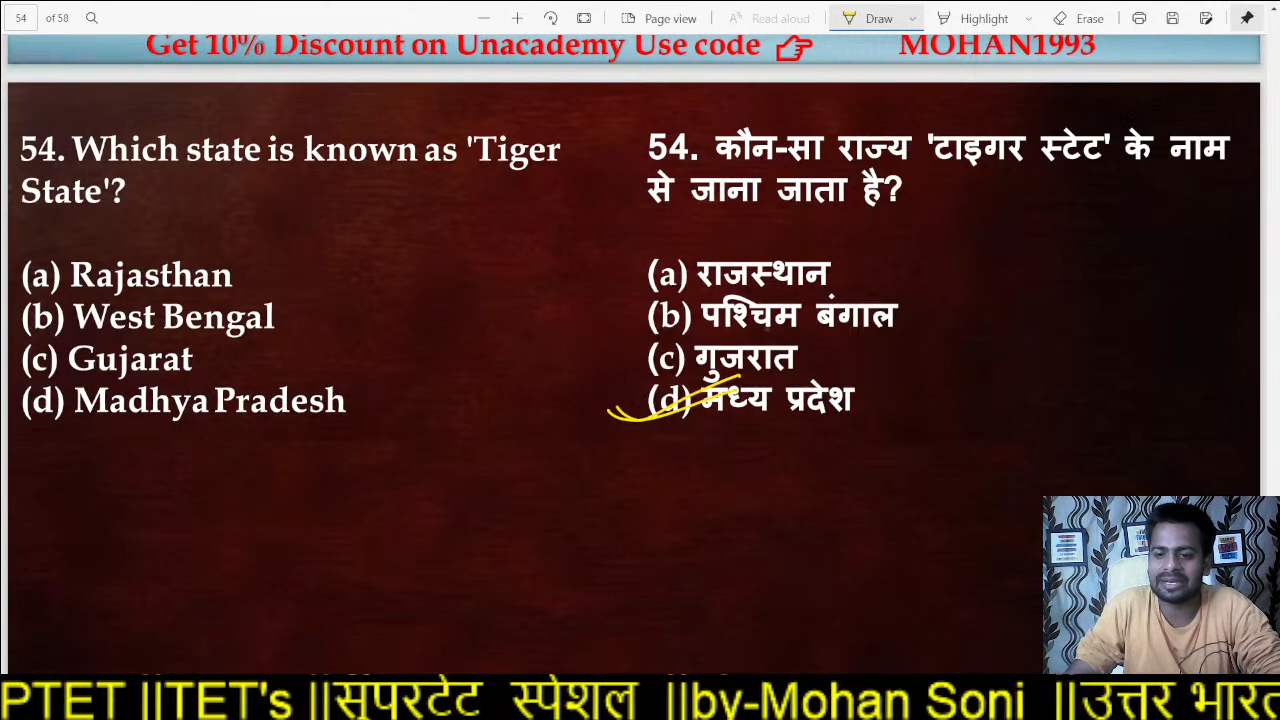 54 of 58 Page view Read aloud Draw Highlight Erase
Get 10% Discount on Unacademy Use code MOHAN1993
54. Which state is known as 'Tiger
State'?
(a) Rajasthan
(b) West Bengal
(c) Gujarat
(d) Madhya Pradesh
54. कौन-सा राज्य 'टाइगर स्टेट' के नाम
से जाना जाता है?
(a) राजस्थान
(b) पश्चिम बंगाल
(c) गुजरात
(d) मध्य प्रदेश
PTET ||TET's ||सुपरटेट स्पेशल ||by-Mohan Soni ||उत्तर भारत